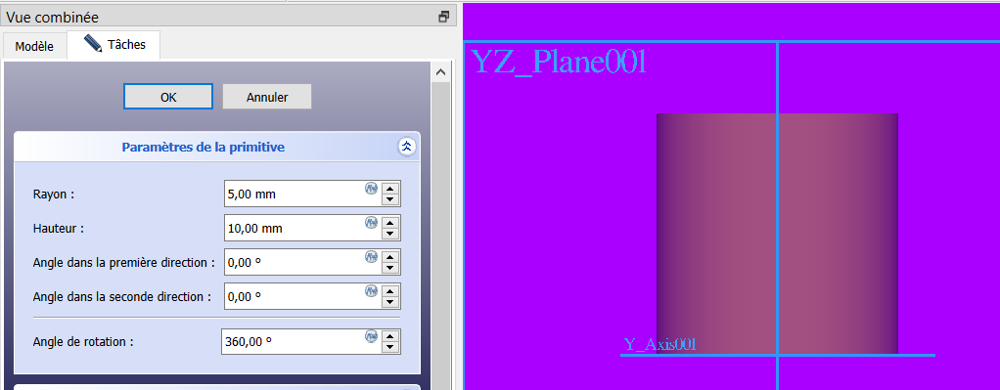 Vue combinée
Modèle
Tâches
OK
Annuler
Paramètres de la primitive
Rayon :
5,00 mm
Hauteur :
10,00 mm
Angle dans la première direction :
0,00 º
Angle dans la seconde direction :
0,00 º
Angle de rotation :
360,00 º
YZ_Plane001
Y_Axis001